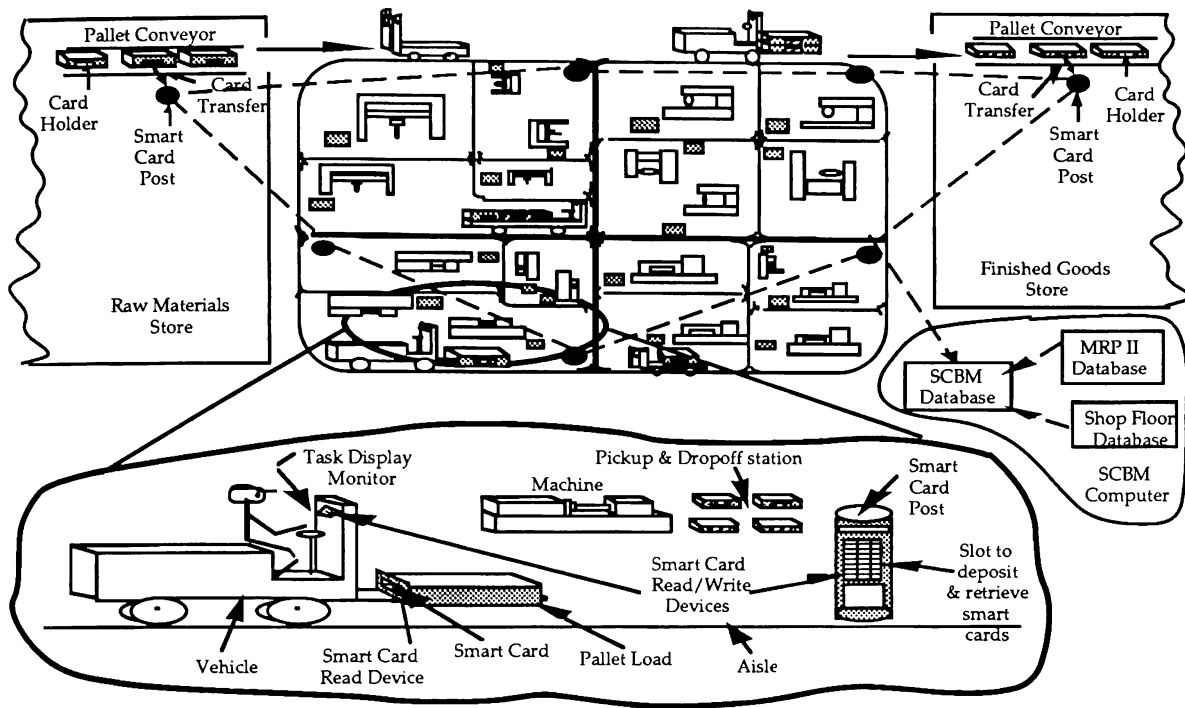 Pallet Conveyor
Card
Holder
Card
Transfer
Smart
Card
Post
Raw Materials
Store
Pallet Conveyor
Card
Transfer
Card
Holder
Smart
Card
Post
Finished Goods
Store
SCBM
Database
MRP II
Database
Shop Floor
Database
SCBM
Computer
Task Display
Monitor
Machine
Pickup & Dropoff station
Smart
Card
Post
Smart Card
Read/Write
Devices
Slot to
deposit
& retrieve
smart
cards
Vehicle
Smart Card
Read Device
Smart Card
Pallet Load
Aisle